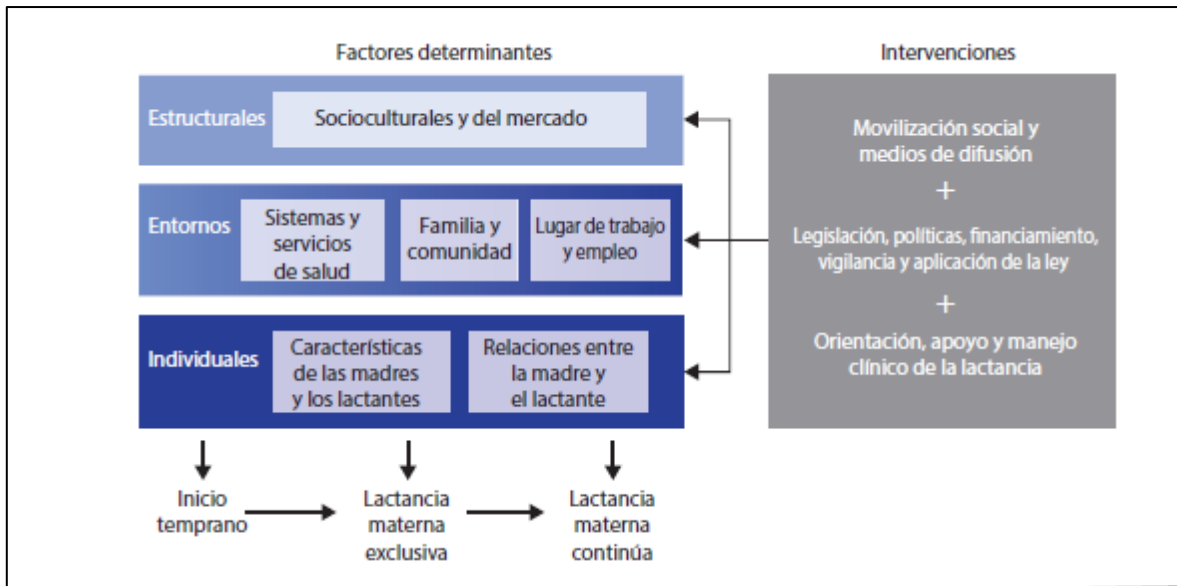 Factores determinantes
Intervenciones
Estructurales
Socioculturales y del mercado
Entornos
Sistemas y
servicios
de salud
Familia y
comunidad
Lugar de trabajo
y empleo
Individuales
Características
de las madres
y los lactantes
Relaciones entre
la madre y
el lactante
Movilización social y
medios de difusión
+
Legislación, políticas, financiamiento,
vigilancia y aplicación de la ley
+
Orientación, apoyo y manejo
clínico de la lactancia
Inicio
temprano
Lactancia
materna
exclusiva
Lactancia
materna
continúa